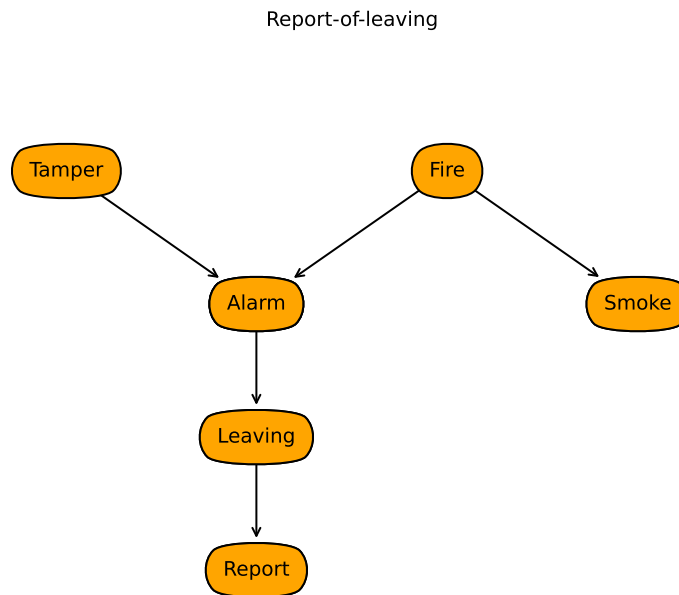 Report-of-leaving
Tamper
Fire
Alarm
Smoke
Leaving
Report